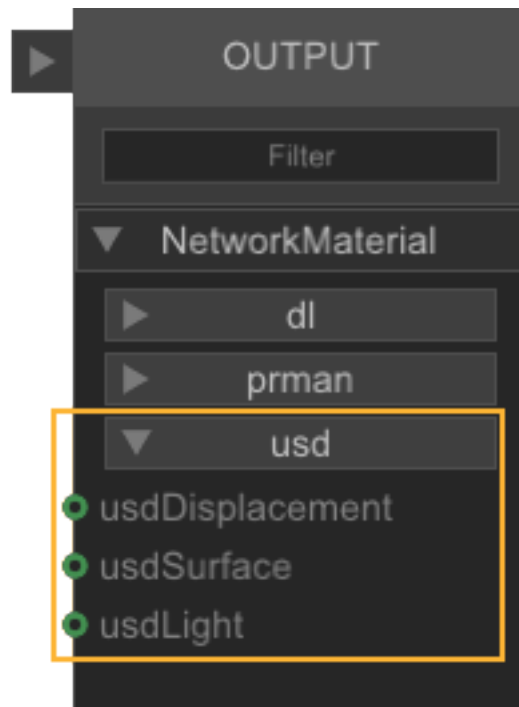 OUTPUT
Filter
NetworkMaterial
dl
prman
usd
usdDisplacement
usdSurface
usdLight